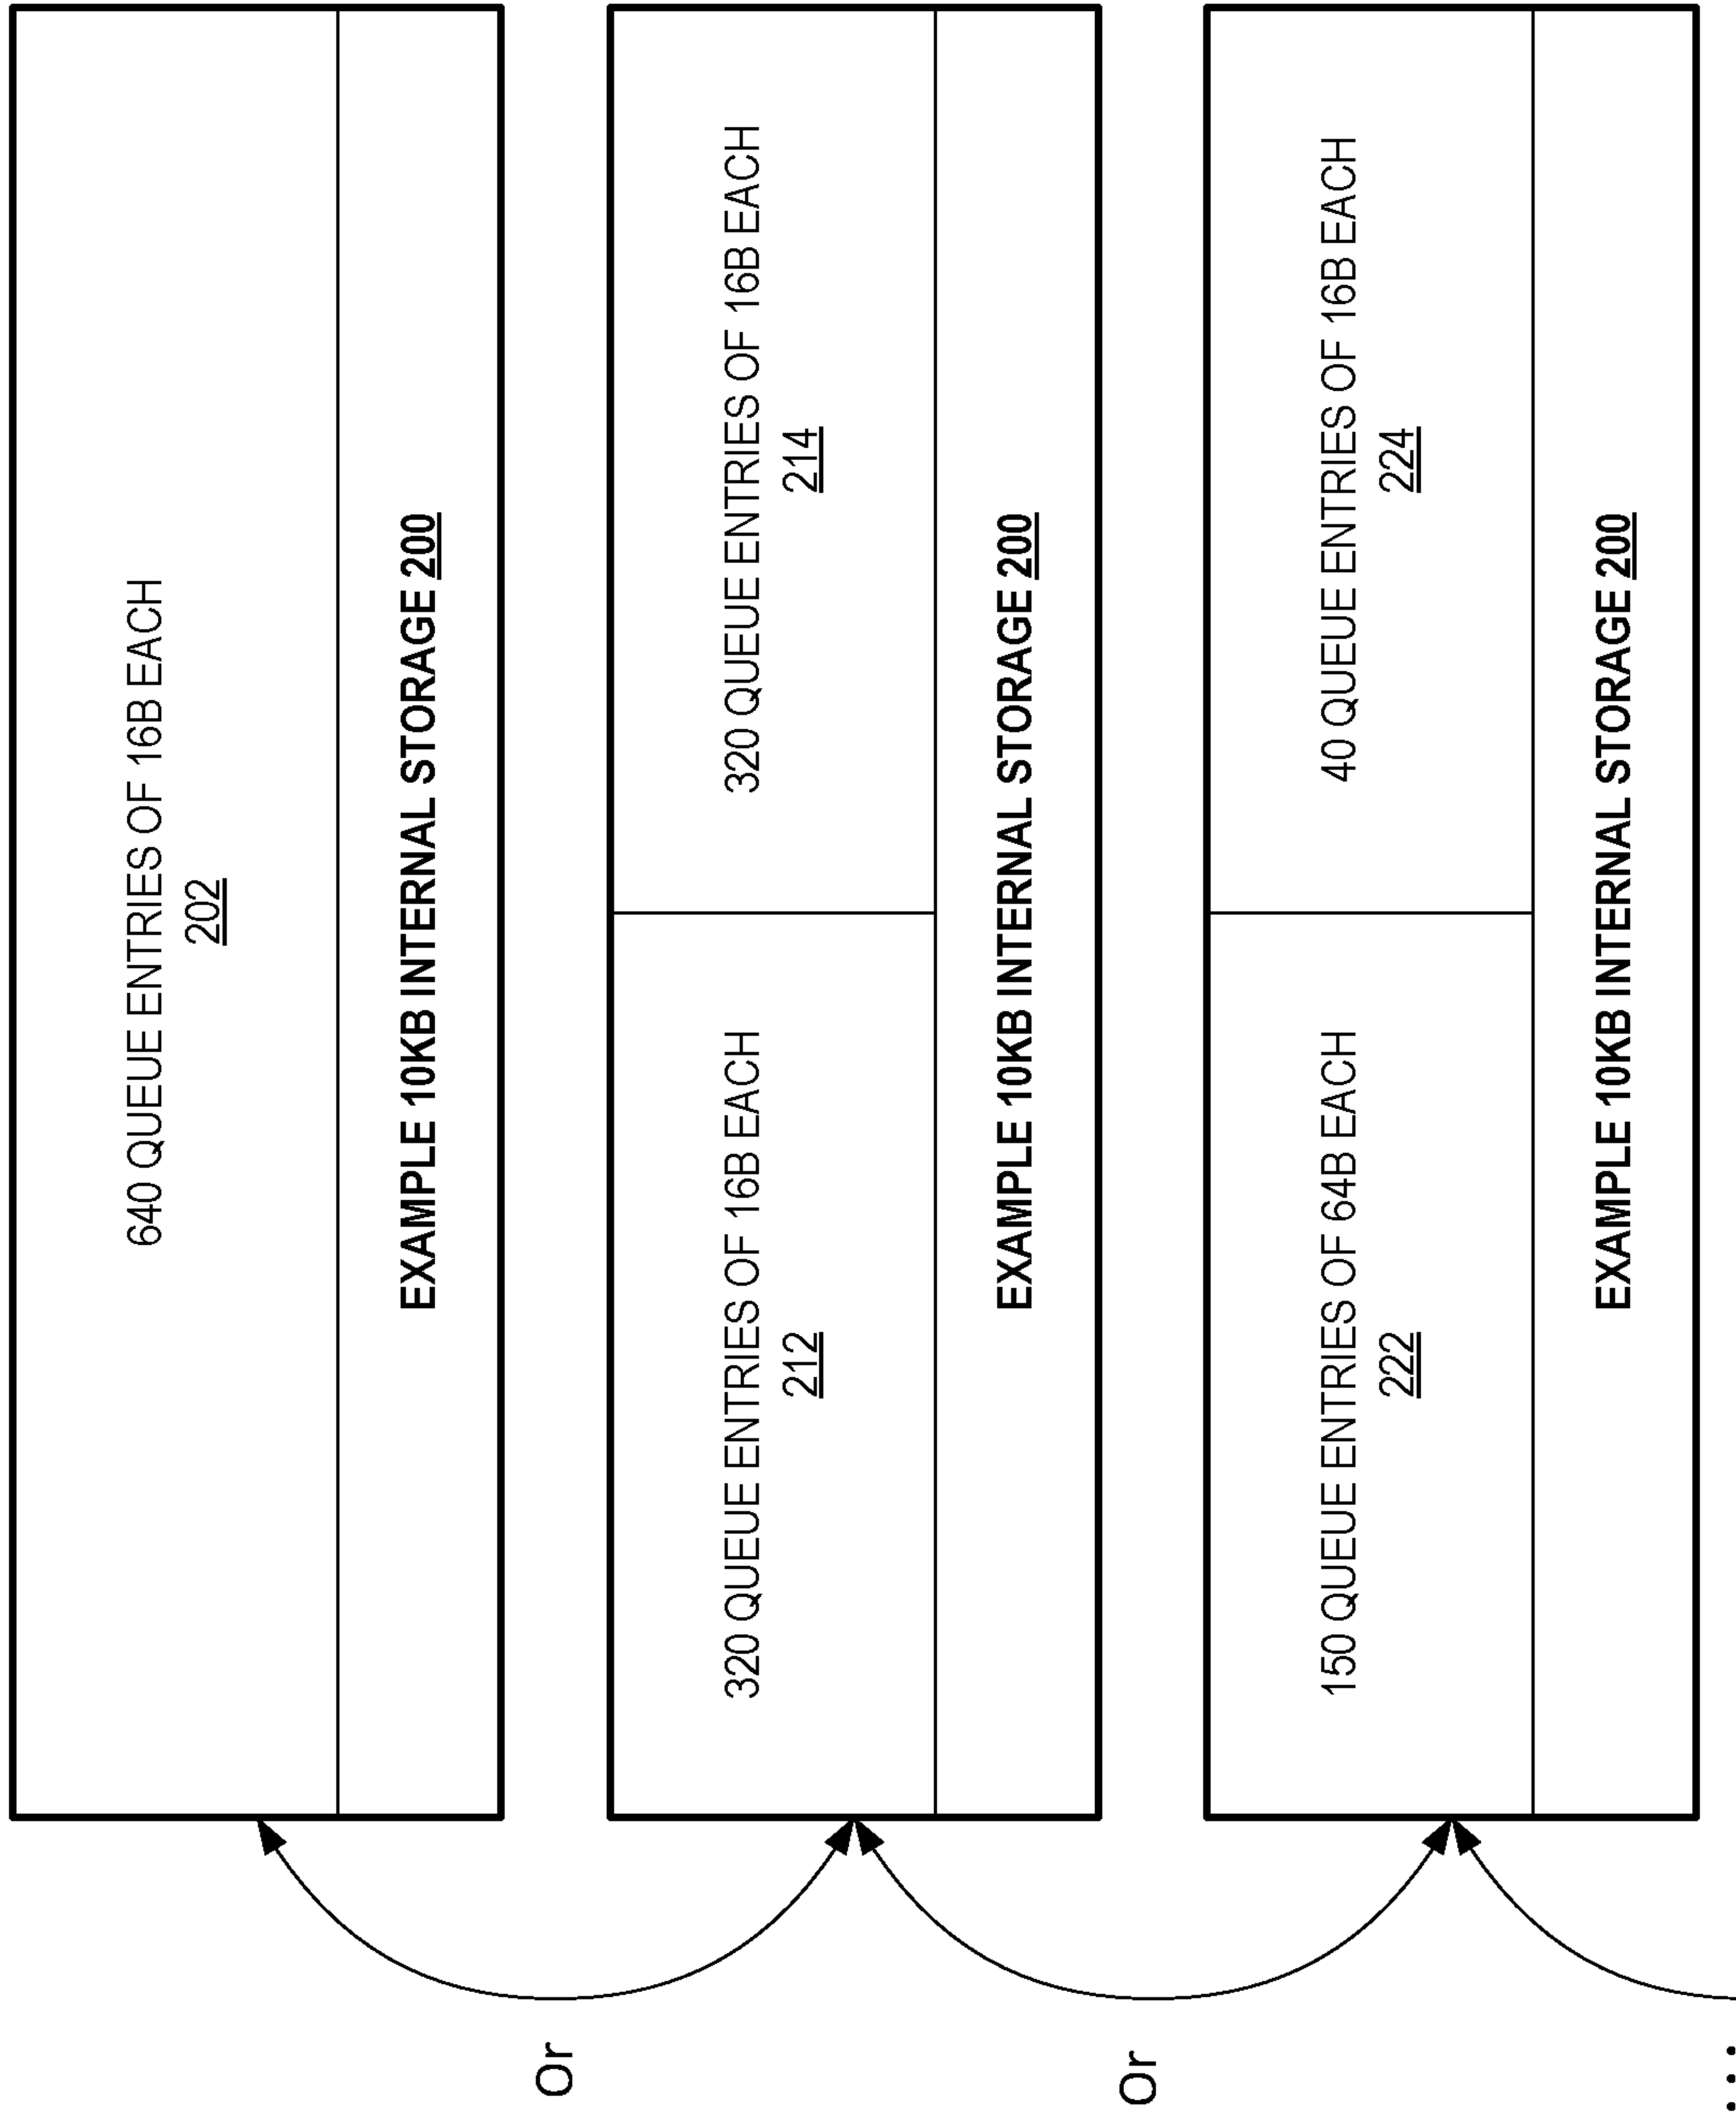 640 QUEUE ENTRIES OF 16B EACH
202
EXAMPLE 10KB INTERNAL STORAGE 200
Or
320 QUEUE ENTRIES OF 16B EACH
212
320 QUEUE ENTRIES OF 16B EACH
214
EXAMPLE 10KB INTERNAL STORAGE 200
Or
150 QUEUE ENTRIES OF 64B EACH
222
40 QUEUE ENTRIES OF 16B EACH
224
EXAMPLE 10KB INTERNAL STORAGE 200
...